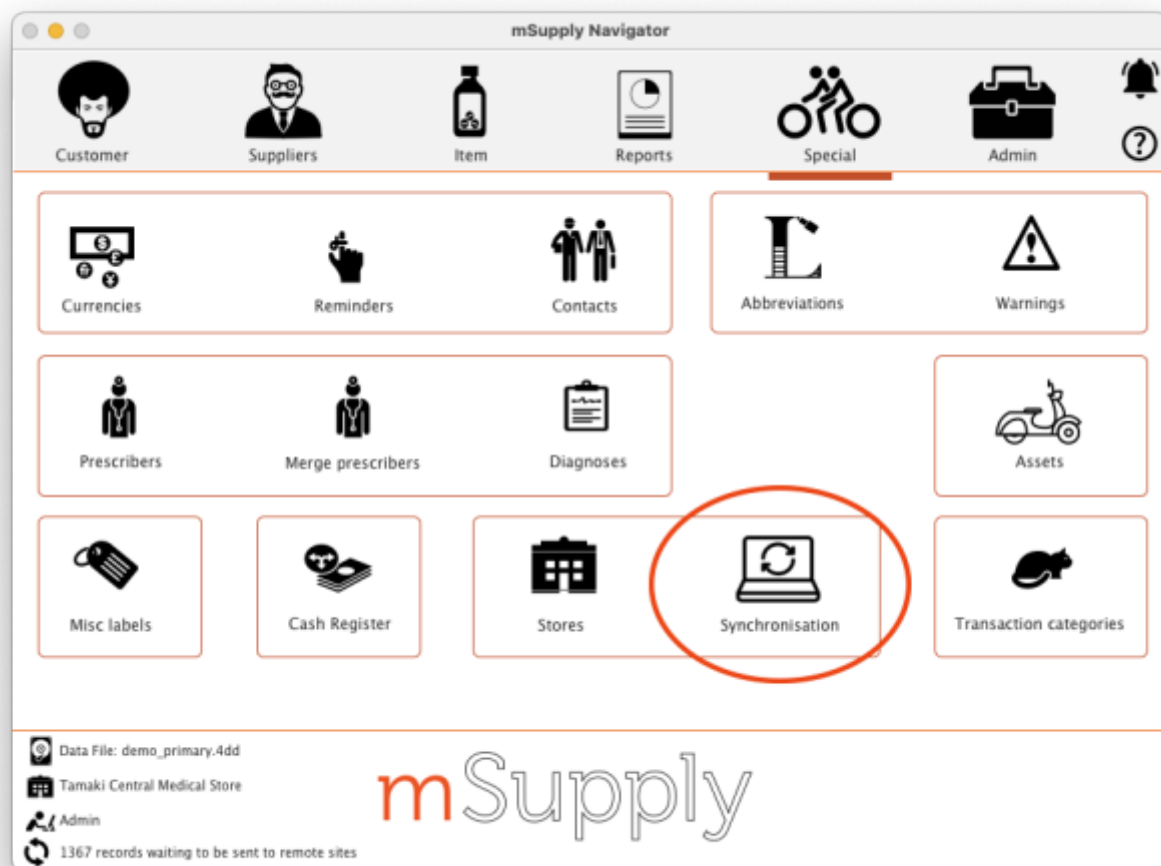 mSupply Navigator
Customer Suppliers Item Reports Special Admin
Currencies Reminders Contacts Abbreviations Warnings
Prescribers Merge prescribers Diagnoses Assets
Misc labels Cash Register Stores Synchronisation Transaction categories
Data File: demo_primary.4dd
Tamaki Central Medical Store
Admin
1367 records waiting to be sent to remote sites
mSupply